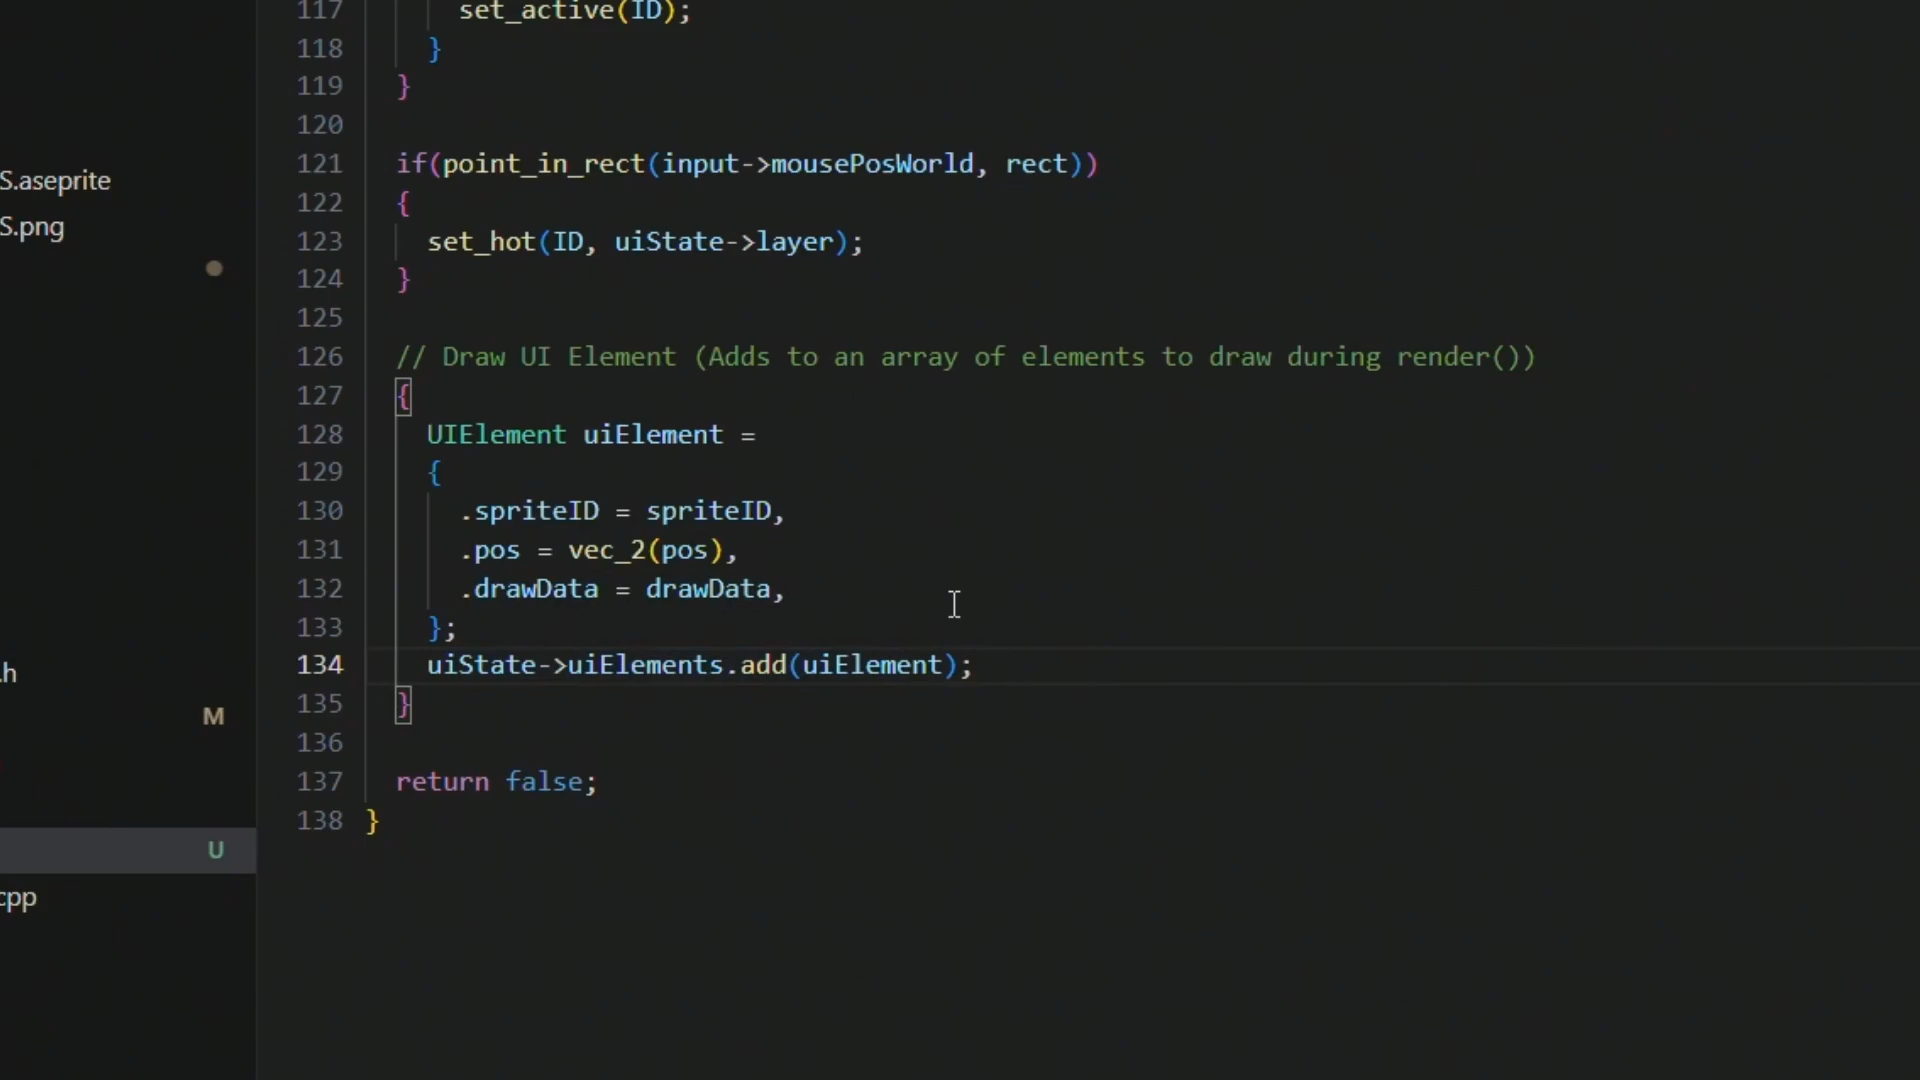 117 set_active(ID);
118 }
119 }
120
121 if(point_in_rect(input->mousePosWorld, rect))
122 {
123 set_hot(ID, uiState->layer);
124 }
125
126 // Draw UI Element (Adds to an array of elements to draw during render())
127 {
128 UIElement uiElement =
129 {
130 .spriteID = spriteID,
131 .pos = vec_2(pos),
132 .drawData = drawData,
133 };
134 uiState->uiElements.add(uiElement);
135 }
136
137 return false;
138 }
S.aseprite
S.png
.h
M
U
cpp